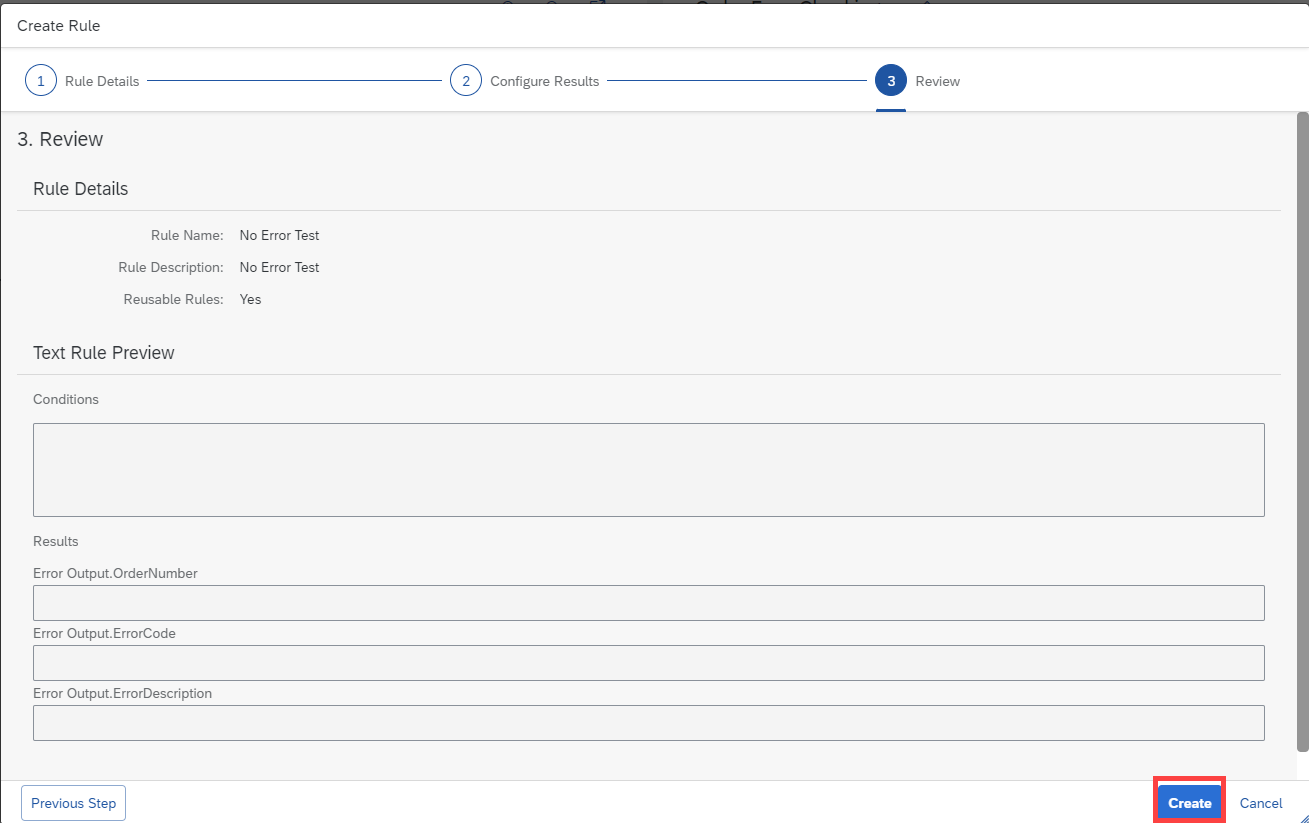 Create Rule
1 Rule Details
2 Configure Results
3 Review
3. Review
Rule Details
Rule Name: No Error Test
Rule Description: No Error Test
Reusable Rules: Yes
Text Rule Preview
Conditions
Results
Error Output.OrderNumber
Error Output.ErrorCode
Error Output.ErrorDescription
Previous Step
Create
Cancel